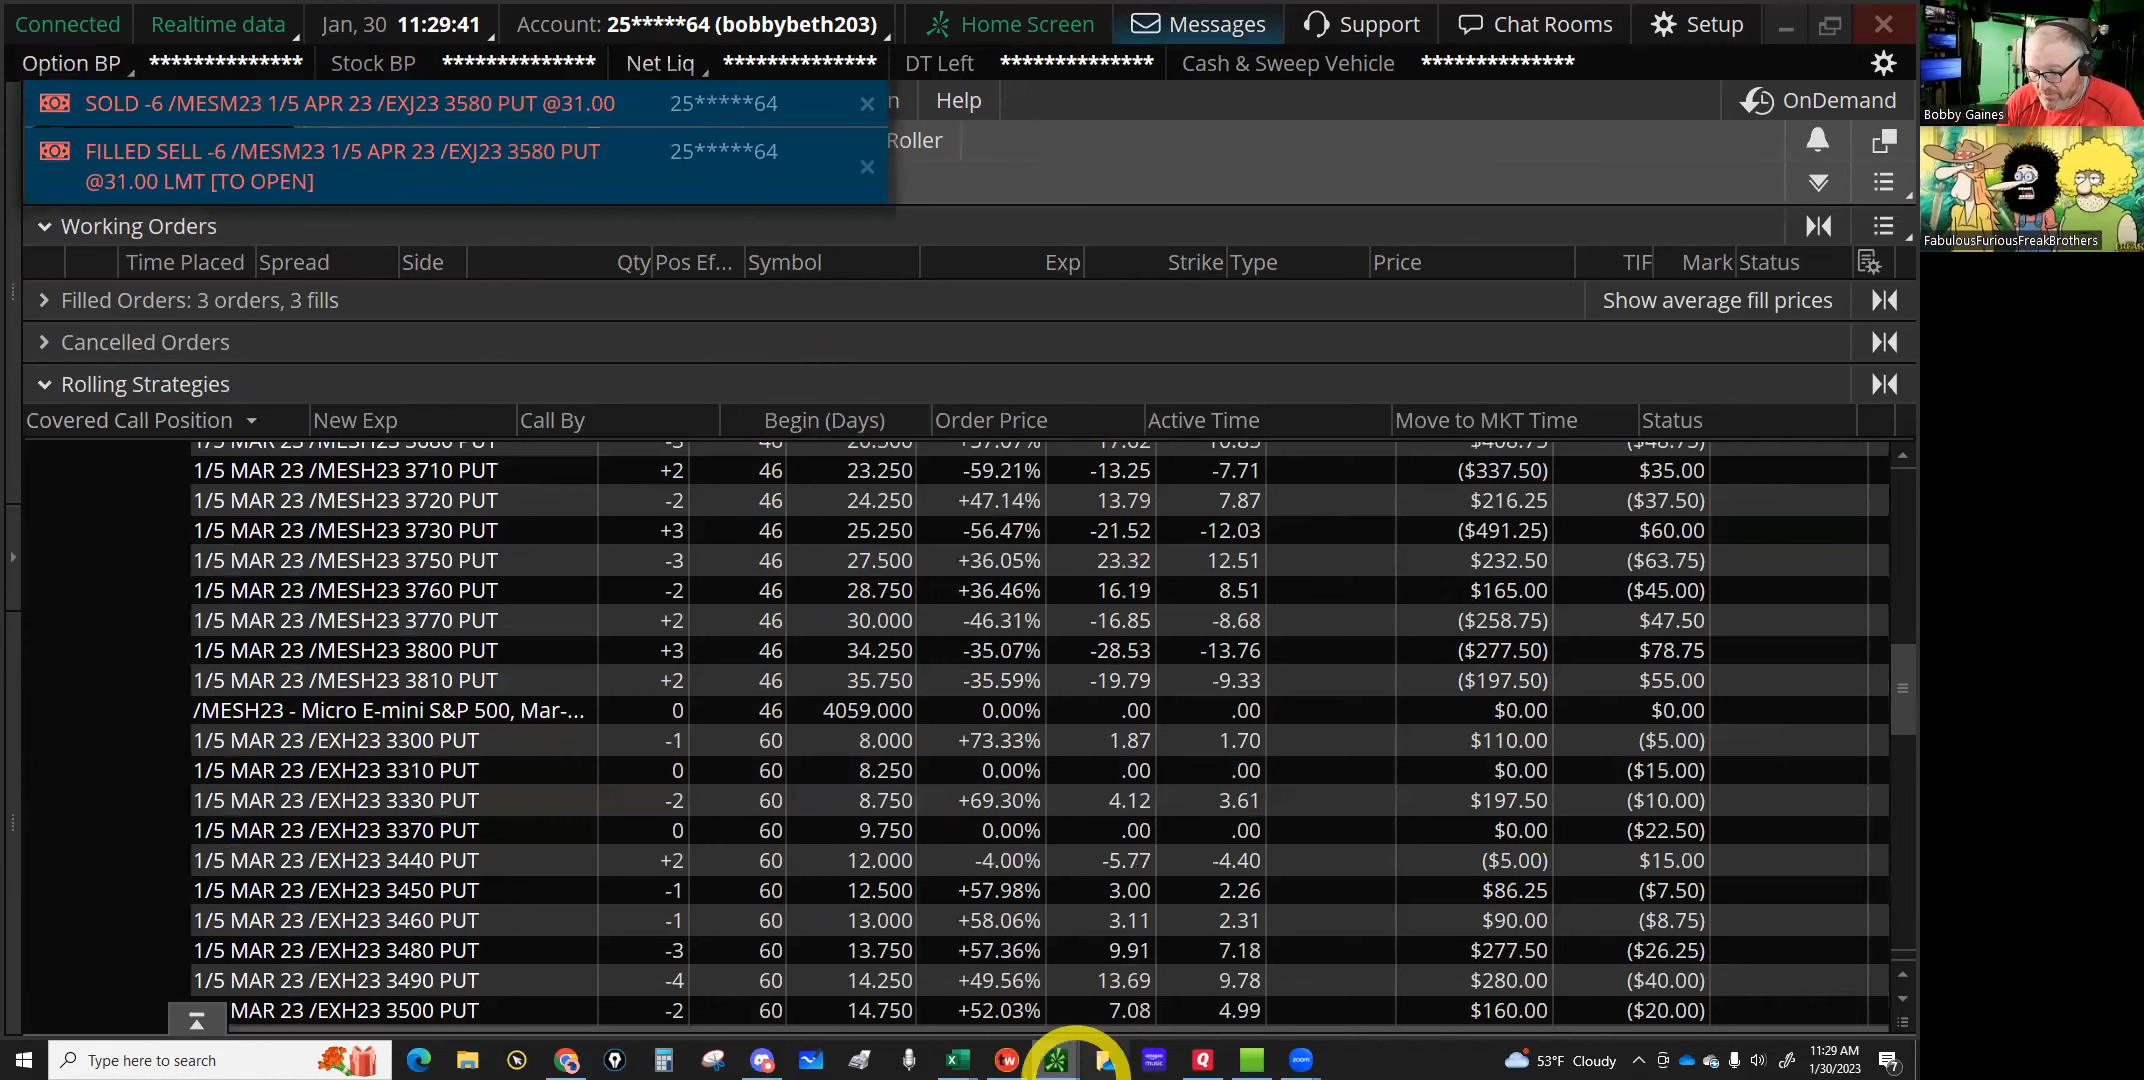 Connected Realtime data Jan, 30 11:29:41 Account: 25*****64 (bobbybeth203) Home Screen Messages Support Chat Rooms Setup
Option BP ************** Stock BP ************** Net Liq ************** DT Left ************** Cash & Sweep Vehicle **************
SOLD -6 /MESM23 1/5 APR 23 /EXJ23 3580 PUT @31.00 25*****64
Help OnDemand
FILLED SELL -6 /MESM23 1/5 APR 23 /EXJ23 3580 PUT 25*****64
@31.00 LMT [TO OPEN]
Roller
Working Orders
Time Placed Spread Side Qty Pos Ef... Symbol Exp Strike Type Price TIF Mark Status
Filled Orders: 3 orders, 3 fills Show average fill prices
Cancelled Orders
Rolling Strategies
Covered Call Position New Exp Call By Begin (Days) Order Price Active Time Move to MKT Time Status
1/5 MAR 23 /MESH23 3680 PUT -3 46 20.500 +57.07% 17.62 10.85 $408.75 ($48.75)
1/5 MAR 23 /MESH23 3710 PUT +2 46 23.250 -59.21% -13.25 -7.71 ($337.50) $35.00
1/5 MAR 23 /MESH23 3720 PUT -2 46 24.250 +47.14% 13.79 7.87 $216.25 ($37.50)
1/5 MAR 23 /MESH23 3730 PUT +3 46 25.250 -56.47% -21.52 -12.03 ($491.25) $60.00
1/5 MAR 23 /MESH23 3750 PUT -3 46 27.500 +36.05% 23.32 12.51 $232.50 ($63.75)
1/5 MAR 23 /MESH23 3760 PUT -2 46 28.750 +36.46% 16.19 8.51 $165.00 ($45.00)
1/5 MAR 23 /MESH23 3770 PUT +2 46 30.000 -46.31% -16.85 -8.68 ($258.75) $47.50
1/5 MAR 23 /MESH23 3800 PUT +3 46 34.250 -35.07% -28.53 -13.76 ($277.50) $78.75
1/5 MAR 23 /MESH23 3810 PUT +2 46 35.750 -35.59% -19.79 -9.33 ($197.50) $55.00
/MESH23 - Micro E-mini S&P 500, Mar-... 0 46 4059.000 0.00% .00 .00 $0.00 $0.00
1/5 MAR 23 /EXH23 3300 PUT -1 60 8.000 +73.33% 1.87 1.70 $110.00 ($5.00)
1/5 MAR 23 /EXH23 3310 PUT 0 60 8.250 0.00% .00 .00 $0.00 ($15.00)
1/5 MAR 23 /EXH23 3330 PUT -2 60 8.750 +69.30% 4.12 3.61 $197.50 ($10.00)
1/5 MAR 23 /EXH23 3370 PUT 0 60 9.750 0.00% .00 .00 $0.00 ($22.50)
1/5 MAR 23 /EXH23 3440 PUT +2 60 12.000 -4.00% -5.77 -4.40 ($5.00) $15.00
1/5 MAR 23 /EXH23 3450 PUT -1 60 12.500 +57.98% 3.00 2.26 $86.25 ($7.50)
1/5 MAR 23 /EXH23 3460 PUT -1 60 13.000 +58.06% 3.11 2.31 $90.00 ($8.75)
1/5 MAR 23 /EXH23 3480 PUT -3 60 13.750 +57.36% 9.91 7.18 $277.50 ($26.25)
1/5 MAR 23 /EXH23 3490 PUT -4 60 14.250 +49.56% 13.69 9.78 $280.00 ($40.00)
MAR 23 /EXH23 3500 PUT -2 60 14.750 +52.03% 7.08 4.99 $160.00 ($20.00)
Type here to search 53°F Cloudy 11:29 AM
1/30/2023
Bobby Gaines
FabulousFuriousFreakBrothers